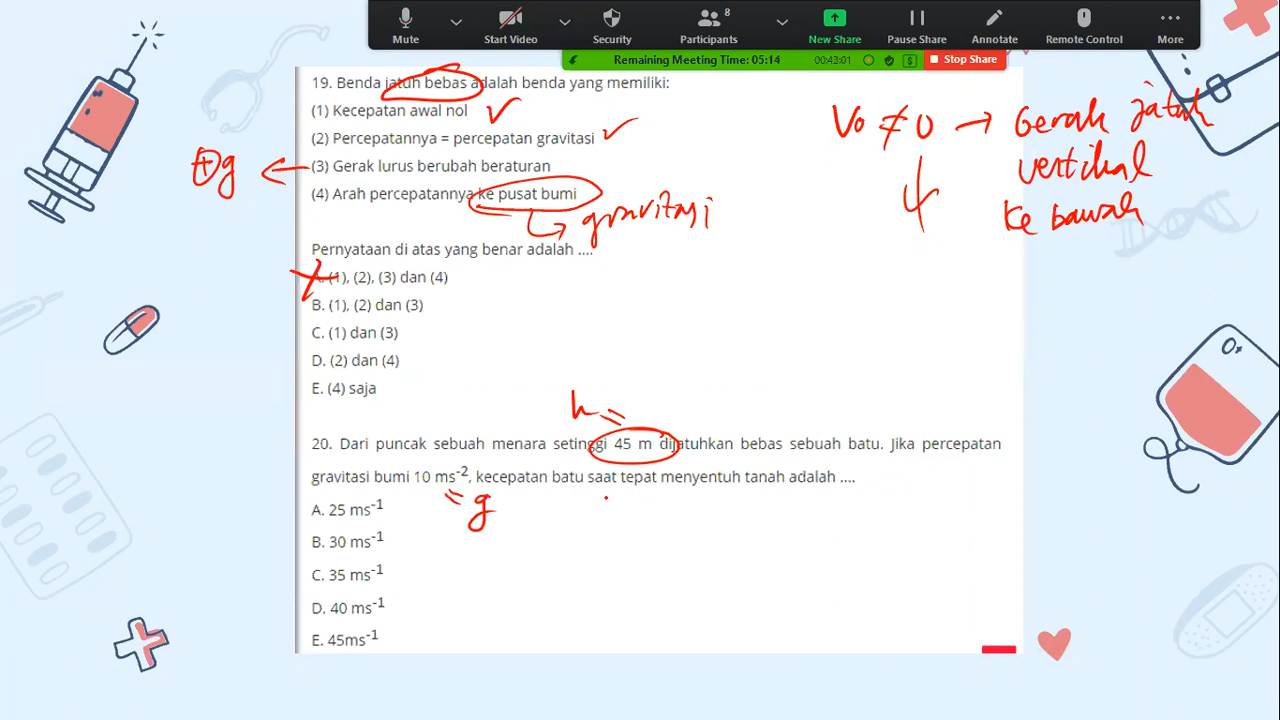 8
Mute
Start Video
Security
Participants
New Share
Pause Share
Annotate
Remote Control
More
Remaining Meeting Time: 05:14
00:43:01
Stop Share
19. Benda jatuh bebas adalah benda yang memiliki:
(1) Kecepatan awal nol
(2) Percepatannya = percepatan gravitasi
(3) Gerak lurus berubah beraturan
(4) Arah percepatannya ke pusat bumi
+g
gravitasi
Vo ≠ 0 → Gerak jatuh
vertikal
ke bawah
Pernyataan di atas yang benar adalah ....
A. (1), (2), (3) dan (4)
B. (1), (2) dan (3)
C. (1) dan (3)
D. (2) dan (4)
E. (4) saja
h =
20. Dari puncak sebuah menara setinggi 45 m dijatuhkan bebas sebuah batu. Jika percepatan
gravitasi bumi 10 ms-2, kecepatan batu saat tepat menyentuh tanah adalah ....
= g
A. 25 ms-1
B. 30 ms-1
C. 35 ms-1
D. 40 ms-1
E. 45ms-1